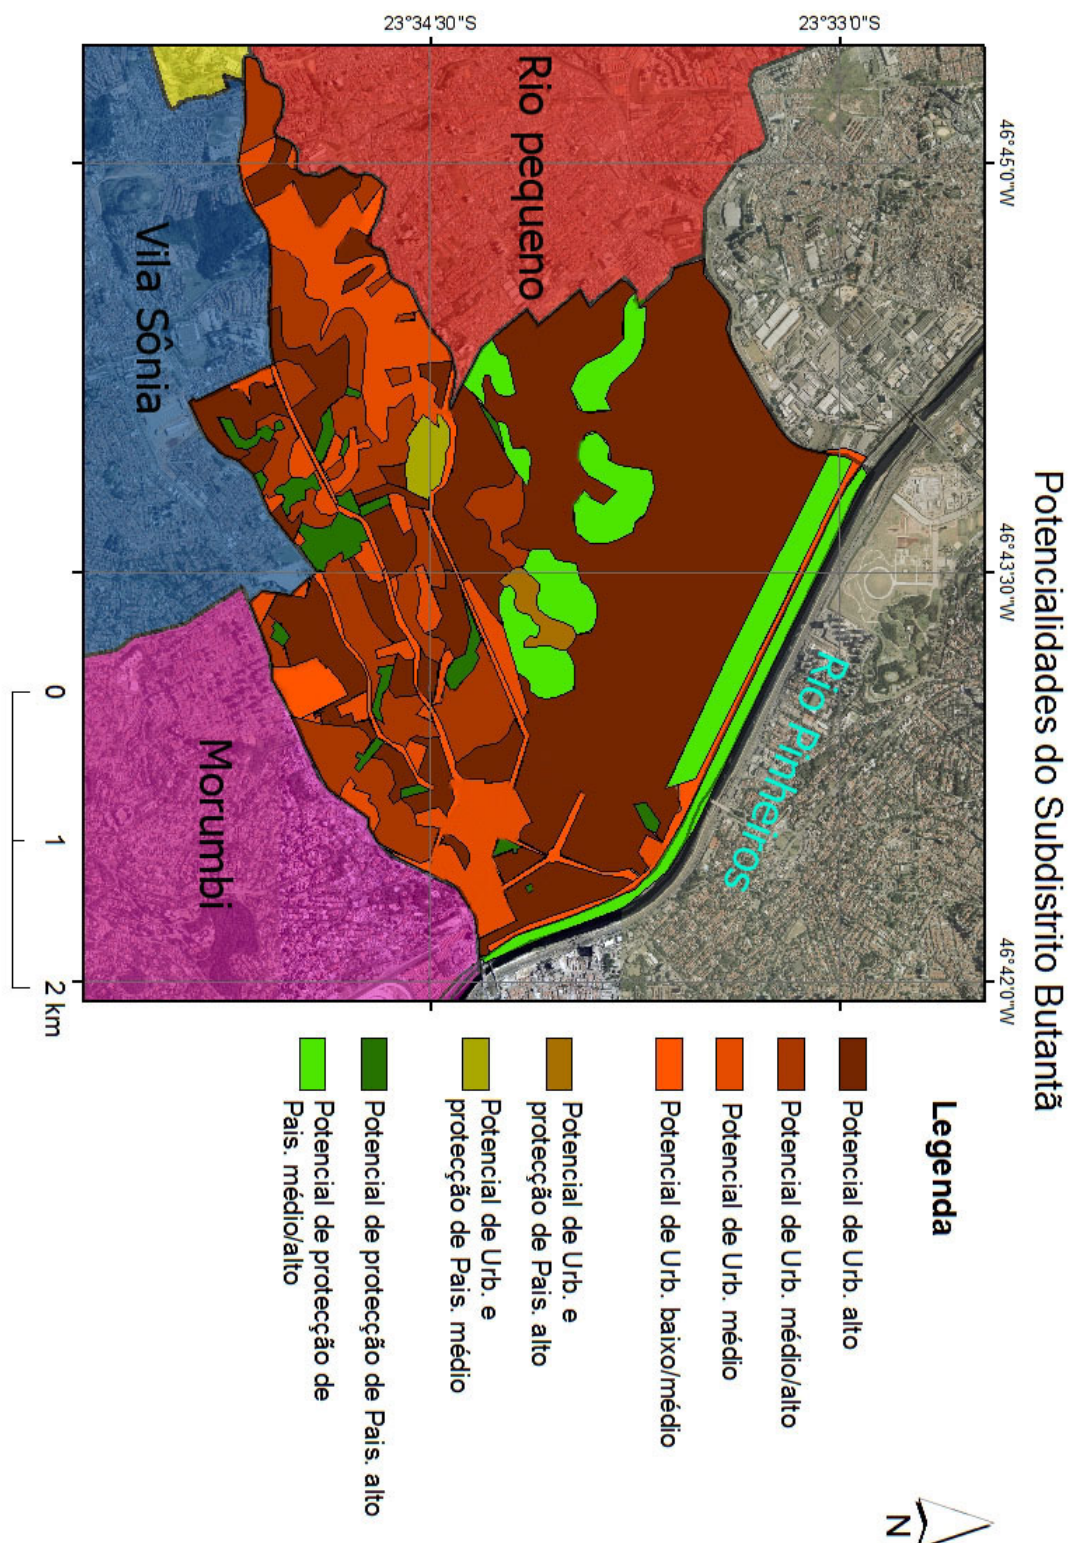 Potencialidades do Subdistrito Butantã
46°45'0"W
46°43'30"W
46°42'0"W
23°33'0"S
23°34'30"S
Rio Pinheiros
Rio pequeno
Vila Sônia
Morumbi
Legenda
Potencial de Urb. alto
Potencial de Urb. médio/alto
Potencial de Urb. médio
Potencial de Urb. baixo/médio
Potencial de Urb. e
protecção de Pais. alto
Potencial de Urb. e
protecção de Pais. médio
Potencial de protecção de Pais. alto
Potencial de protecção de
Pais. médio/alto
N
0
1
2 km